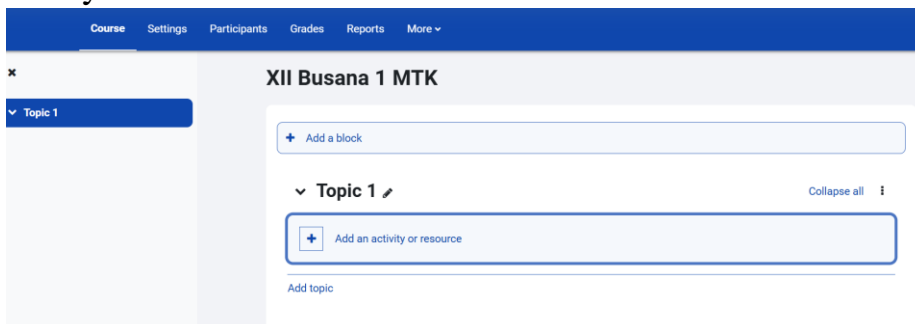 Course Settings Participants Grades Reports More
XII Busana 1 MTK
Topic 1
Add a block
Topic 1
Collapse all
Add an activity or resource
Add topic